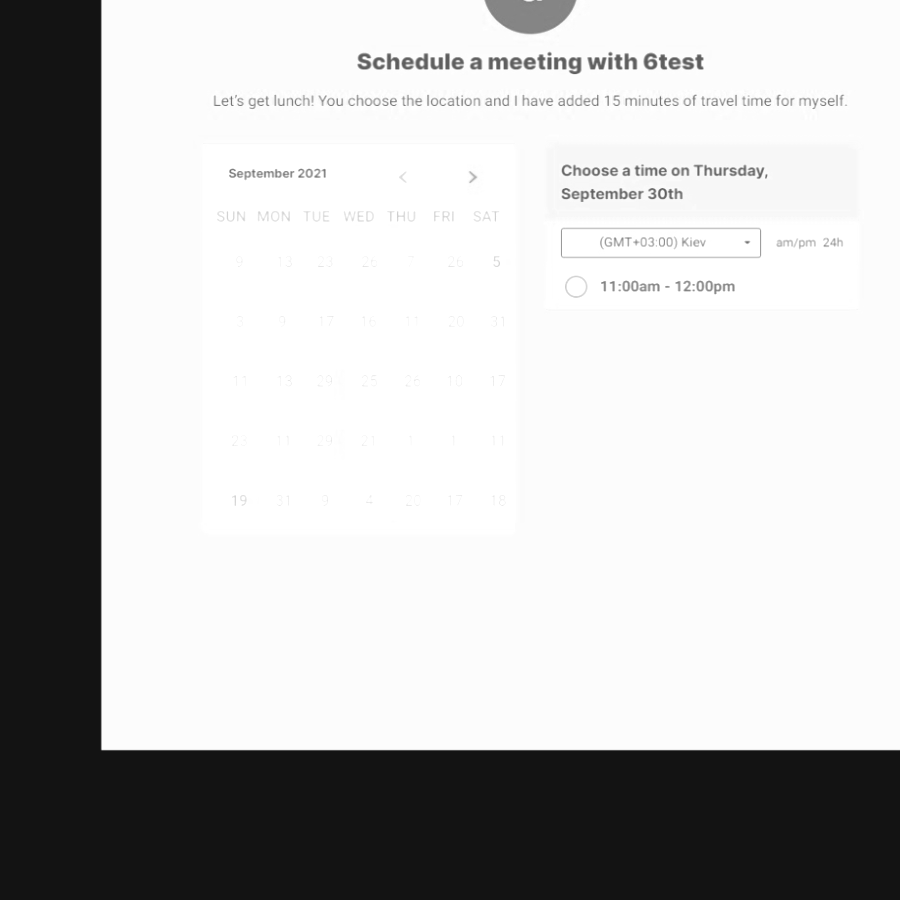 Schedule a meeting with 6test
Let's get lunch! You choose the location and I have added 15 minutes of travel time for myself.
September 2021
SUN MON TUE WED THU FRI SAT
9 13 23 26 26 5
3 9 17 16 11 20 31
11 13 29 25 26 10 17
11 29 21 1 1 11
19 31 9 4 20 17 18
Choose a time on Thursday,
September 30th
(GMT+03:00) Kiev am/pm 24h
11:00am - 12:00pm